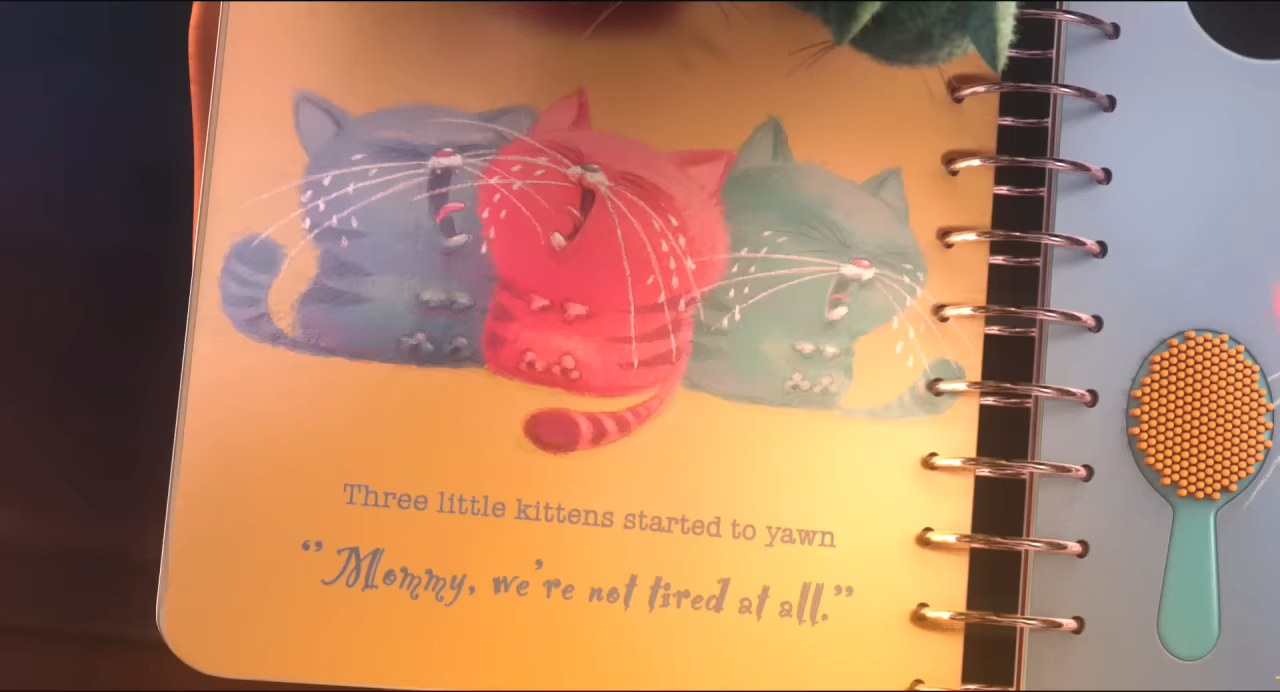 Three little kittens started to yawn
“Mommy, we're not tired at all.”